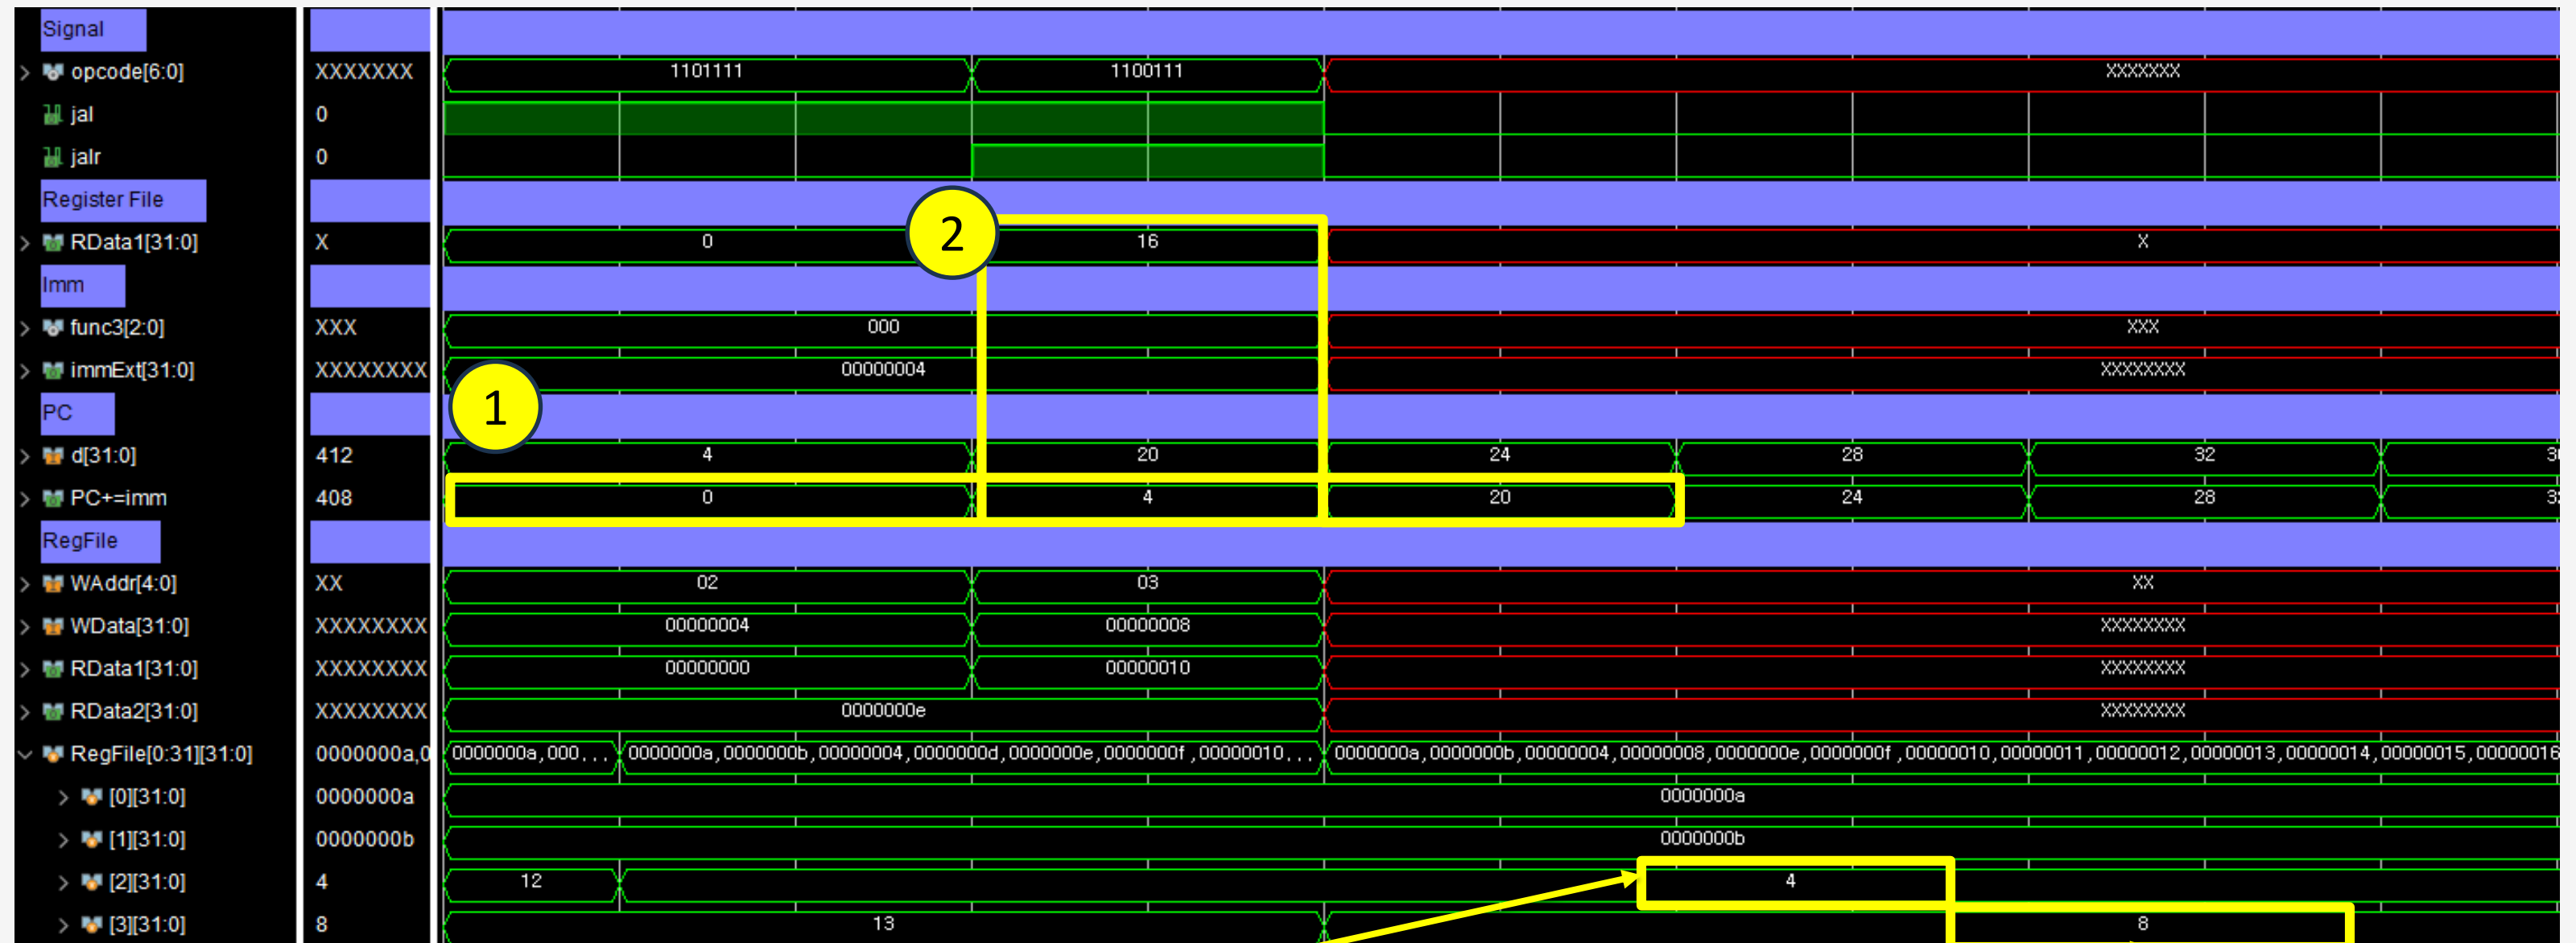 Signal
opcode[6:0] XXXXXXX 1101111 1100111 XXXXXXX
jal 0
jalr 0
Register File
RData1[31:0] X 0 2 16 X
Imm
func3[2:0] XXX 000 XXX
immExt[31:0] XXXXXXXX 00000004 XXXXXXXX
1
PC
d[31:0] 412 4 20 24 28 32
PC+=imm 408 0 4 20 24 28
RegFile
WAddr[4:0] XX 02 03 XX
WData[31:0] XXXXXXXX 00000004 00000008 XXXXXXXX
RData1[31:0] XXXXXXXX 00000000 00000010 XXXXXXXX
RData2[31:0] XXXXXXXX 0000000e XXXXXXXX
RegFile[0:31][31:0] 0000000a,0 0000000a,000... 0000000a,0000000b,00000004,0000000d,0000000e,0000000f,00000010... 0000000a,0000000b,00000004,00000008,0000000e,0000000f,00000010,00000011,00000012,00000013,00000014,00000015,00000016
[0][31:0] 0000000a 0000000a
[1][31:0] 0000000b 0000000b
[2][31:0] 4 12 4
[3][31:0] 8 13 8